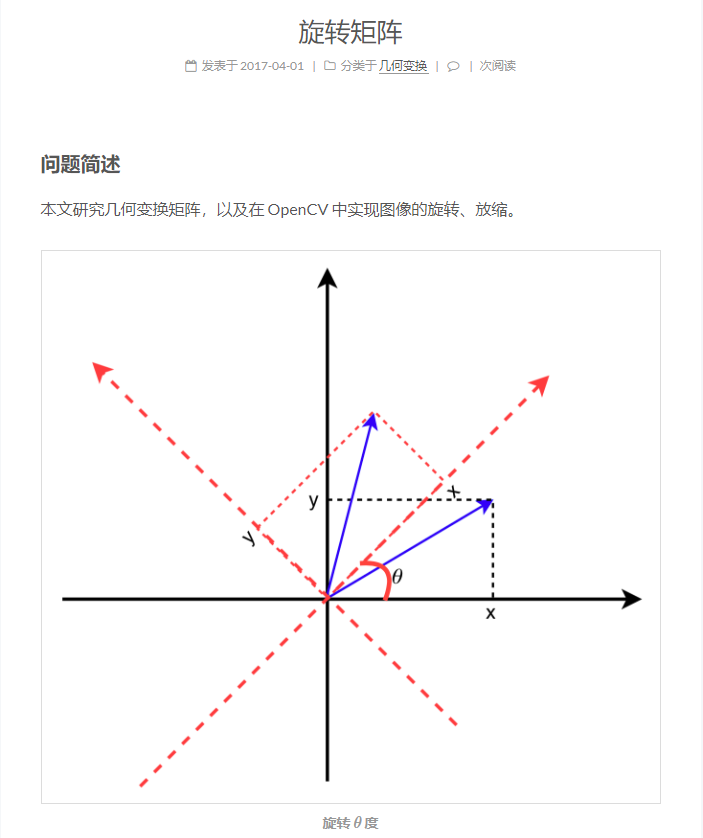 旋转矩阵
发表于 2017-04-01 | 分类于 几何变换 | | 次阅读
问题简述
本文研究几何变换矩阵，以及在 OpenCV 中实现图像的旋转、放缩。
y
x
y
θ
x
旋转 θ 度